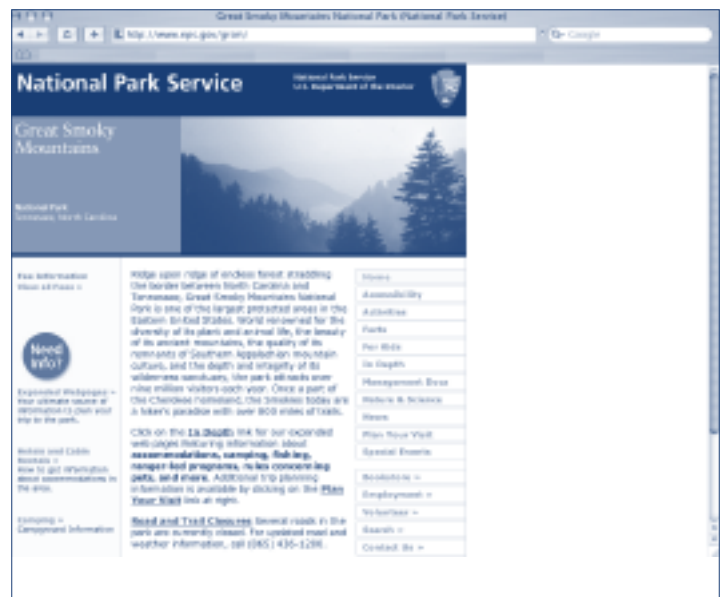 Great Smoky Mountains National Park (National Park Service)
http://www.nps.gov/grsm/
Google
National Park Service
National Park Service
U.S. Department of the Interior
Great Smoky
Mountains
National Park
Tennessee, North Carolina
Fee Information
Need
Info?
Expanded Webpages »
Your ultimate source of
information to plan your
trip to the park.
Hotels and Cabin
Rentals »
How to get information
about accommodations in
the area.
Camping »
Campground Information
Ridge upon ridge of endless forest straddling
the border between North Carolina and
Tennessee, Great Smoky Mountains National
Park is one of the largest protected areas in the
Eastern United States. World renowned for the
diversity of its plant and animal life, the beauty
of its ancient mountains, the quality of its
remnants of Southern Appalachian mountain
culture, and the depth and integrity of its
wilderness sanctuary, the park attracts over
nine million visitors each year. Once a part of
the Cherokee homeland, the Smokies today are
a hiker's paradise with over 800 miles of trails.
Click on the In Depth link for our expanded
web pages featuring information about
accommodations, camping, fishing,
ranger-led programs, rules concerning
pets, and more. Additional trip planning
information is available by clicking on the Plan
Your Visit link at right.
Road and Trail Closures Several roads in the
park are currently closed. For updated road and
weather information, call (865) 436-1200.
Home
Accessibility
Activities
Facts
For Kids
In Depth
Management Docs
Nature & Science
News
Plan Your Visit
Special Events
Bookstore »
Employment »
Volunteer »
Search »
Contact Us »